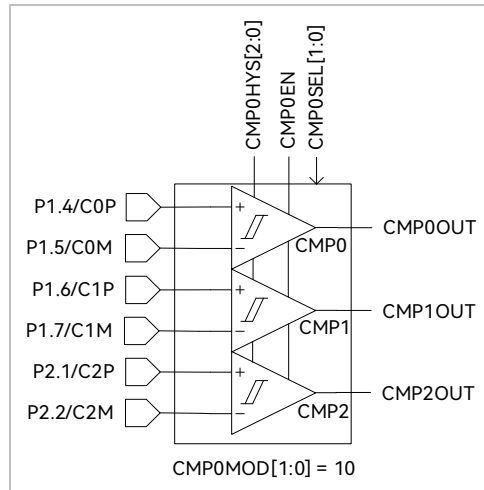 CMP0HYS[2:0]
CMP0EN
CMP0SEL[1:0]
P1.4/C0P
+
CMP0
CMP0OUT
P1.5/C0M
−
P1.6/C1P
+
CMP1
CMP1OUT
P1.7/C1M
−
P2.1/C2P
+
CMP2
CMP2OUT
P2.2/C2M
−
CMP0MOD[1:0] = 10